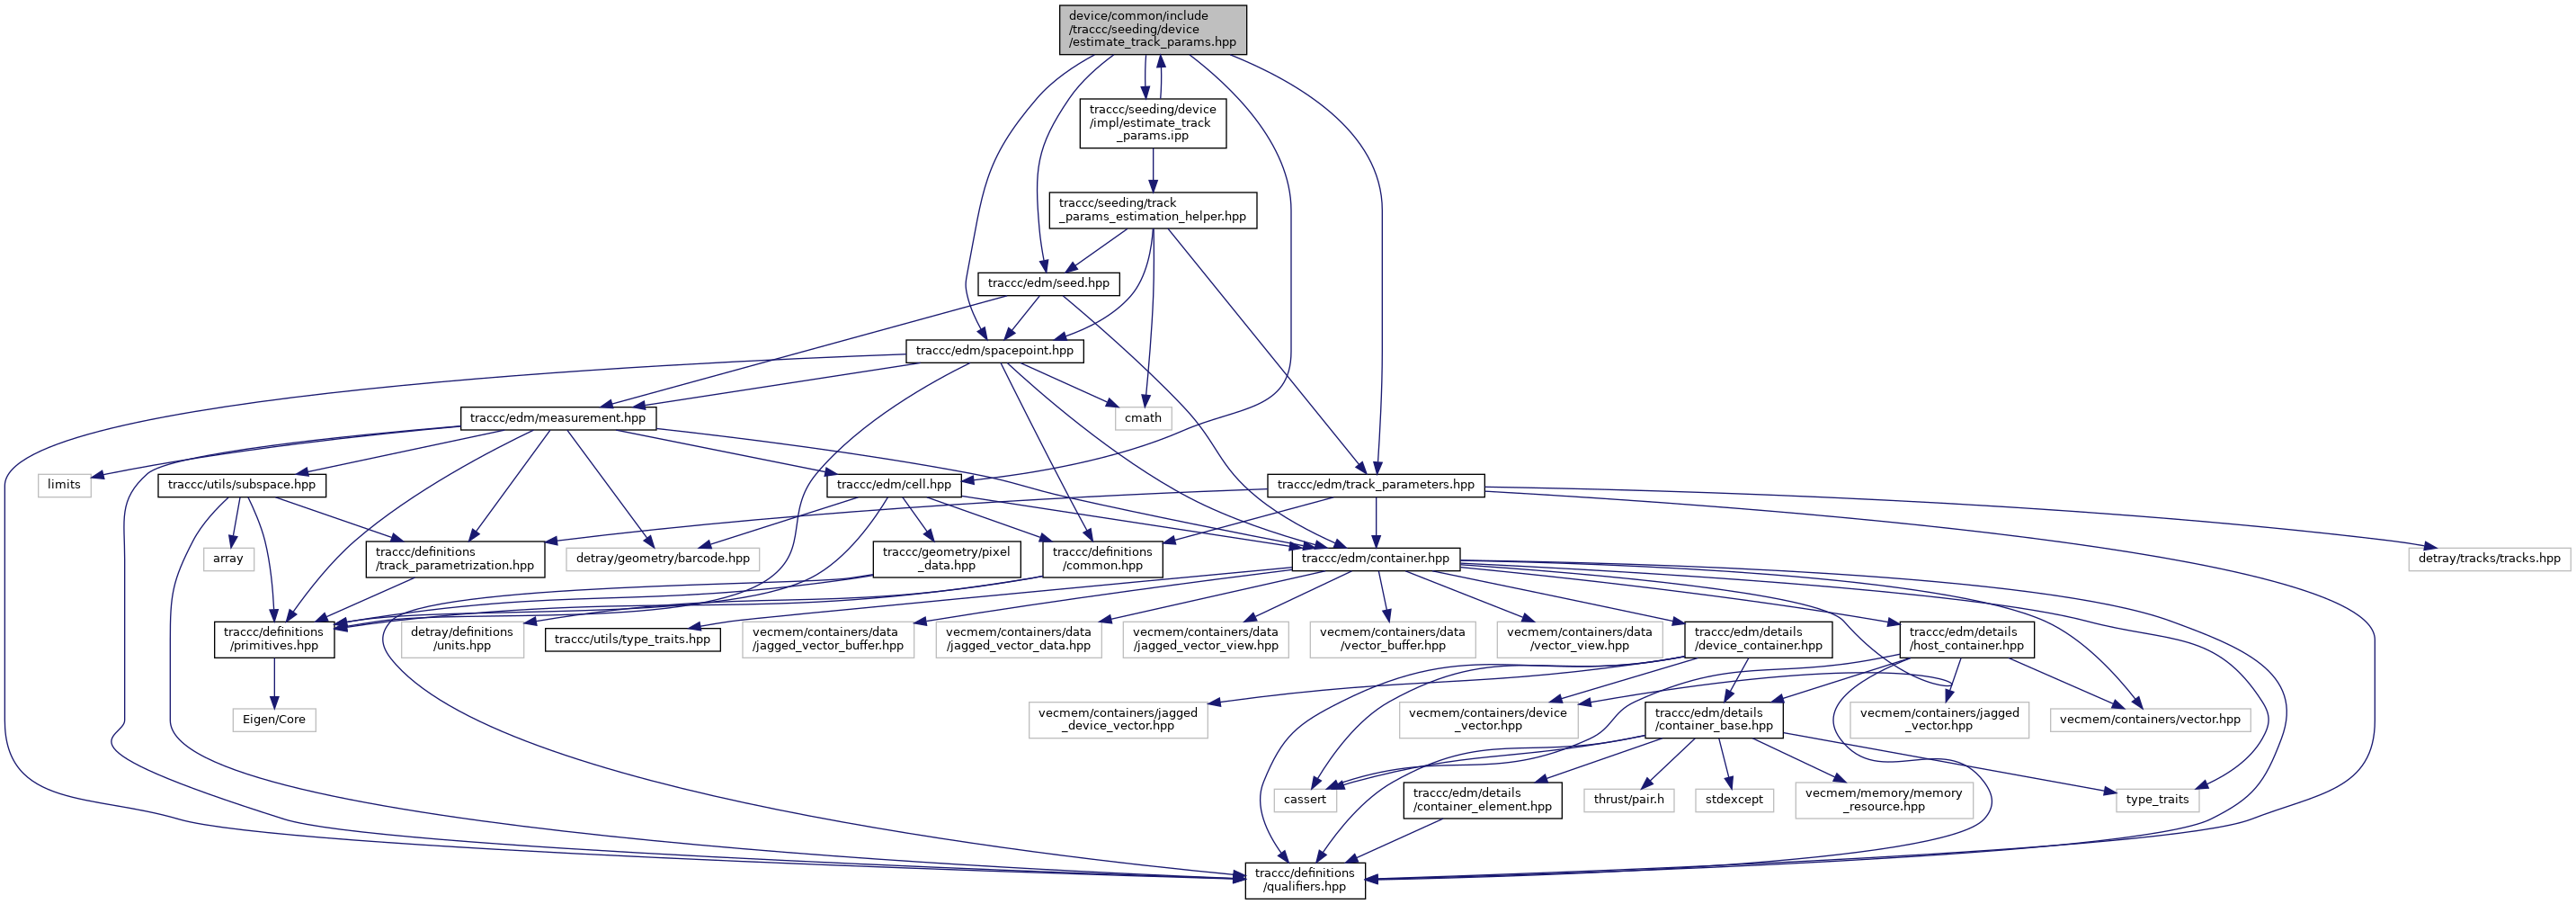 device/common/include
/traccc/seeding/device
/estimate_track_params.hpp
traccc/seeding/device
/impl/estimate_track
_params.ipp
traccc/seeding/track
_params_estimation_helper.hpp
traccc/edm/seed.hpp
traccc/edm/spacepoint.hpp
traccc/edm/measurement.hpp
cmath
limits
traccc/utils/subspace.hpp
traccc/edm/cell.hpp
traccc/edm/track_parameters.hpp
array
traccc/definitions
/track_parametrization.hpp
detray/geometry/barcode.hpp
traccc/geometry/pixel
_data.hpp
traccc/definitions
/common.hpp
traccc/edm/container.hpp
detray/tracks/tracks.hpp
traccc/definitions
/primitives.hpp
detray/definitions
/units.hpp
traccc/utils/type_traits.hpp
vecmem/containers/data
/jagged_vector_buffer.hpp
vecmem/containers/data
/jagged_vector_data.hpp
vecmem/containers/data
/jagged_vector_view.hpp
vecmem/containers/data
/vector_buffer.hpp
vecmem/containers/data
/vector_view.hpp
traccc/edm/details
/device_container.hpp
traccc/edm/details
/host_container.hpp
Eigen/Core
vecmem/containers/jagged
_device_vector.hpp
vecmem/containers/device
_vector.hpp
traccc/edm/details
/container_base.hpp
vecmem/containers/jagged
_vector.hpp
vecmem/containers/vector.hpp
cassert
traccc/edm/details
/container_element.hpp
thrust/pair.h
stdexcept
vecmem/memory/memory
_resource.hpp
type_traits
traccc/definitions
/qualifiers.hpp